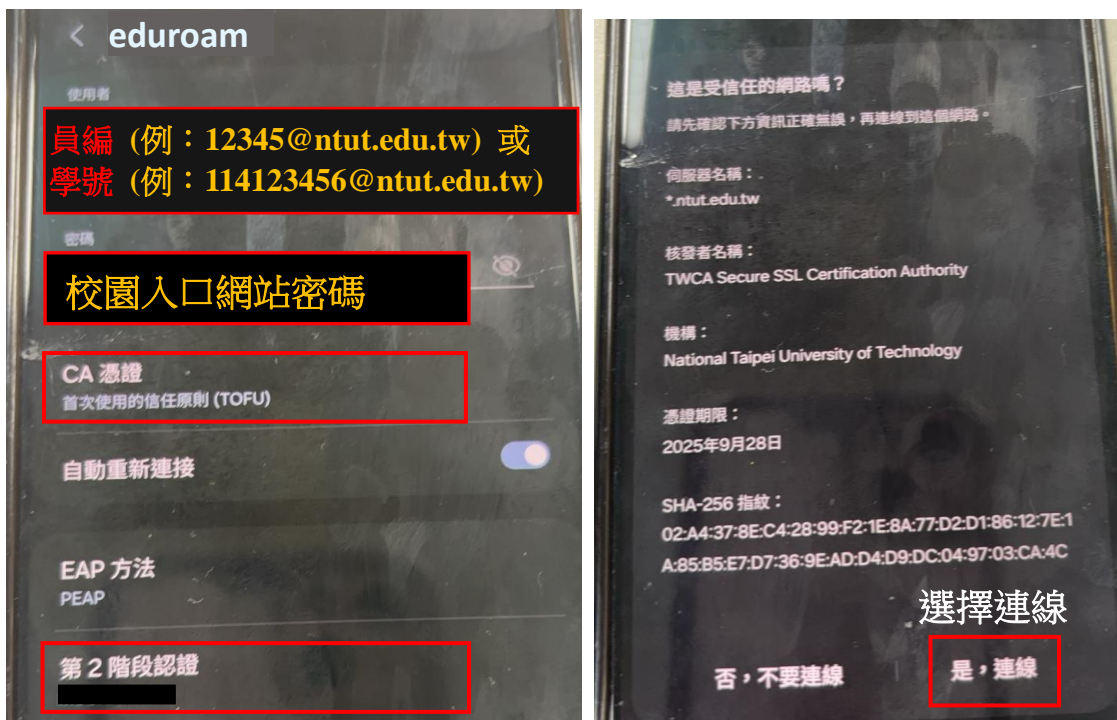 eduroam
使用者
員編 (例：12345@ntut.edu.tw) 或
學號 (例：114123456@ntut.edu.tw)
密碼
校園入口網站密碼
CA 憑證
首次使用的信任原則 (TOFU)
自動重新連接
EAP 方法
PEAP
第 2 階段認證
這是受信任的網路嗎？
請先確認下方資訊正確無誤，再連線到這個網路。
伺服器名稱：
*.ntut.edu.tw
核發者名稱：
TWCA Secure SSL Certification Authority
機構：
National Taipei University of Technology
憑證期限：
2025年9月28日
SHA-256 指紋：
02:A4:37:8E:C4:28:99:F2:1E:8A:77:D2:D1:86:12:7E:1
A:85:B5:E7:D7:36:9E:AD:D4:D9:DC:04:97:03:CA:4C
選擇連線
否，不要連線
是，連線